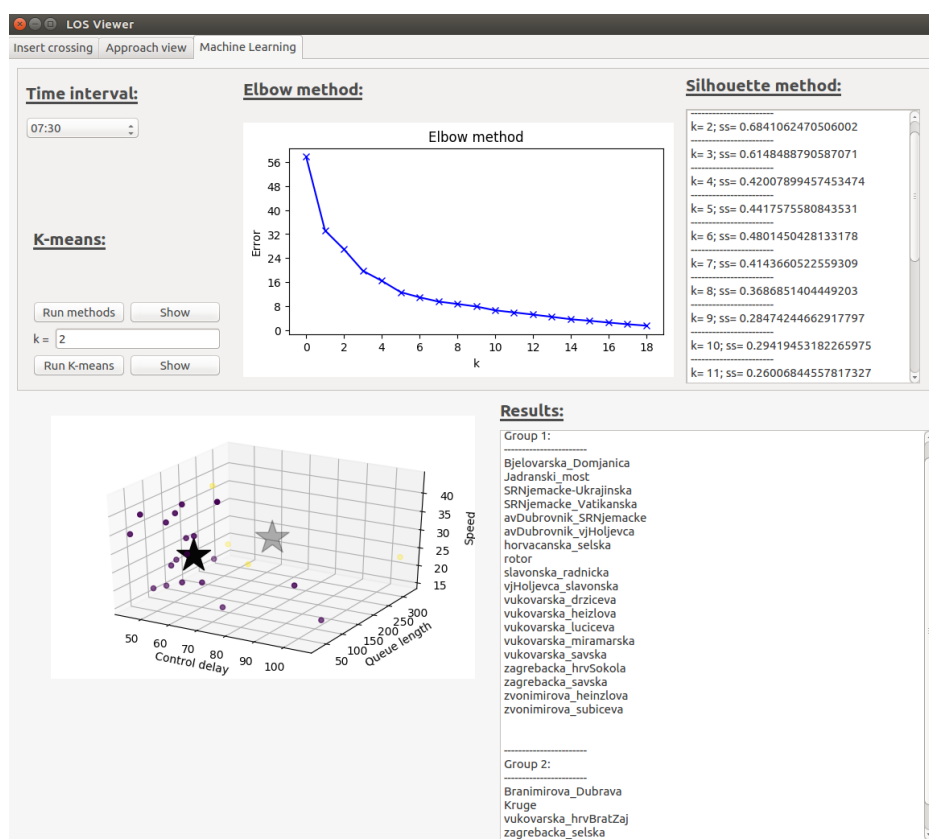 LOS Viewer
Insert crossing Approach view Machine Learning
Time interval:
07:30
K-means:
Run methods Show
k = 2
Run K-means Show
Elbow method:
Elbow method
Error
56
48
40
32
24
16
8
0
0 2 4 6 8 10 12 14 16 18
k
Silhouette method:
------------------------
k= 2; ss= 0.6841062470506002
------------------------
k= 3; ss= 0.6148488790587071
------------------------
k= 4; ss= 0.42007899457453474
------------------------
k= 5; ss= 0.4417575580843531
------------------------
k= 6; ss= 0.4801450428133178
------------------------
k= 7; ss= 0.4143660522559309
------------------------
k= 8; ss= 0.3686851404449203
------------------------
k= 9; ss= 0.28474244662917797
------------------------
k= 10; ss= 0.29419453182265975
------------------------
k= 11; ss= 0.26006844557817327
40
35
30
25
20
15
Speed
50 60 70 80 90 100
Control delay
50 100 150 200 250 300
Queue length
Results:
Group 1:
------------------------
Bjelovarska_Domjanica
Jadranski_most
SRNjemacke-Ukrajinska
SRNjemacke_Vatikanska
avDubrovnik_SRNjemacke
avDubrovnik_vjHoljevca
horvacanska_selska
rotor
slavonska_radnicka
vjHoljevca_slavonska
vukovarska_drziceva
vukovarska_heizlova
vukovarska_luciceva
vukovarska_miramarska
vukovarska_savska
zagrebacka_hrvSokola
zagrebacka_savska
zvonimirova_heinzlova
zvonimirova_subiceva
------------------------
Group 2:
------------------------
Branimirova_Dubrava
Kruge
vukovarska_hrvBratZaj
zagrebacka_selska